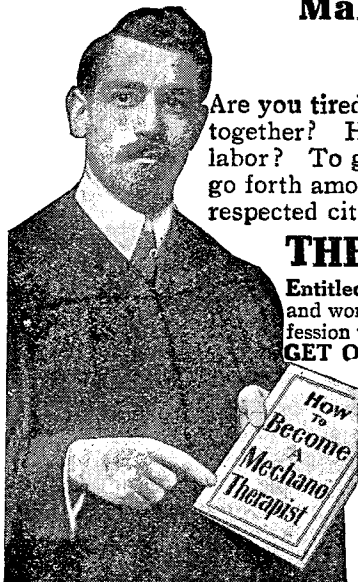 Ma
Are you tired
together? H
labor? To g
go forth amo
respected cit
THE
Entitled
and wor
fession
GET O
How
TO
Become
A
Mechano
Therapist